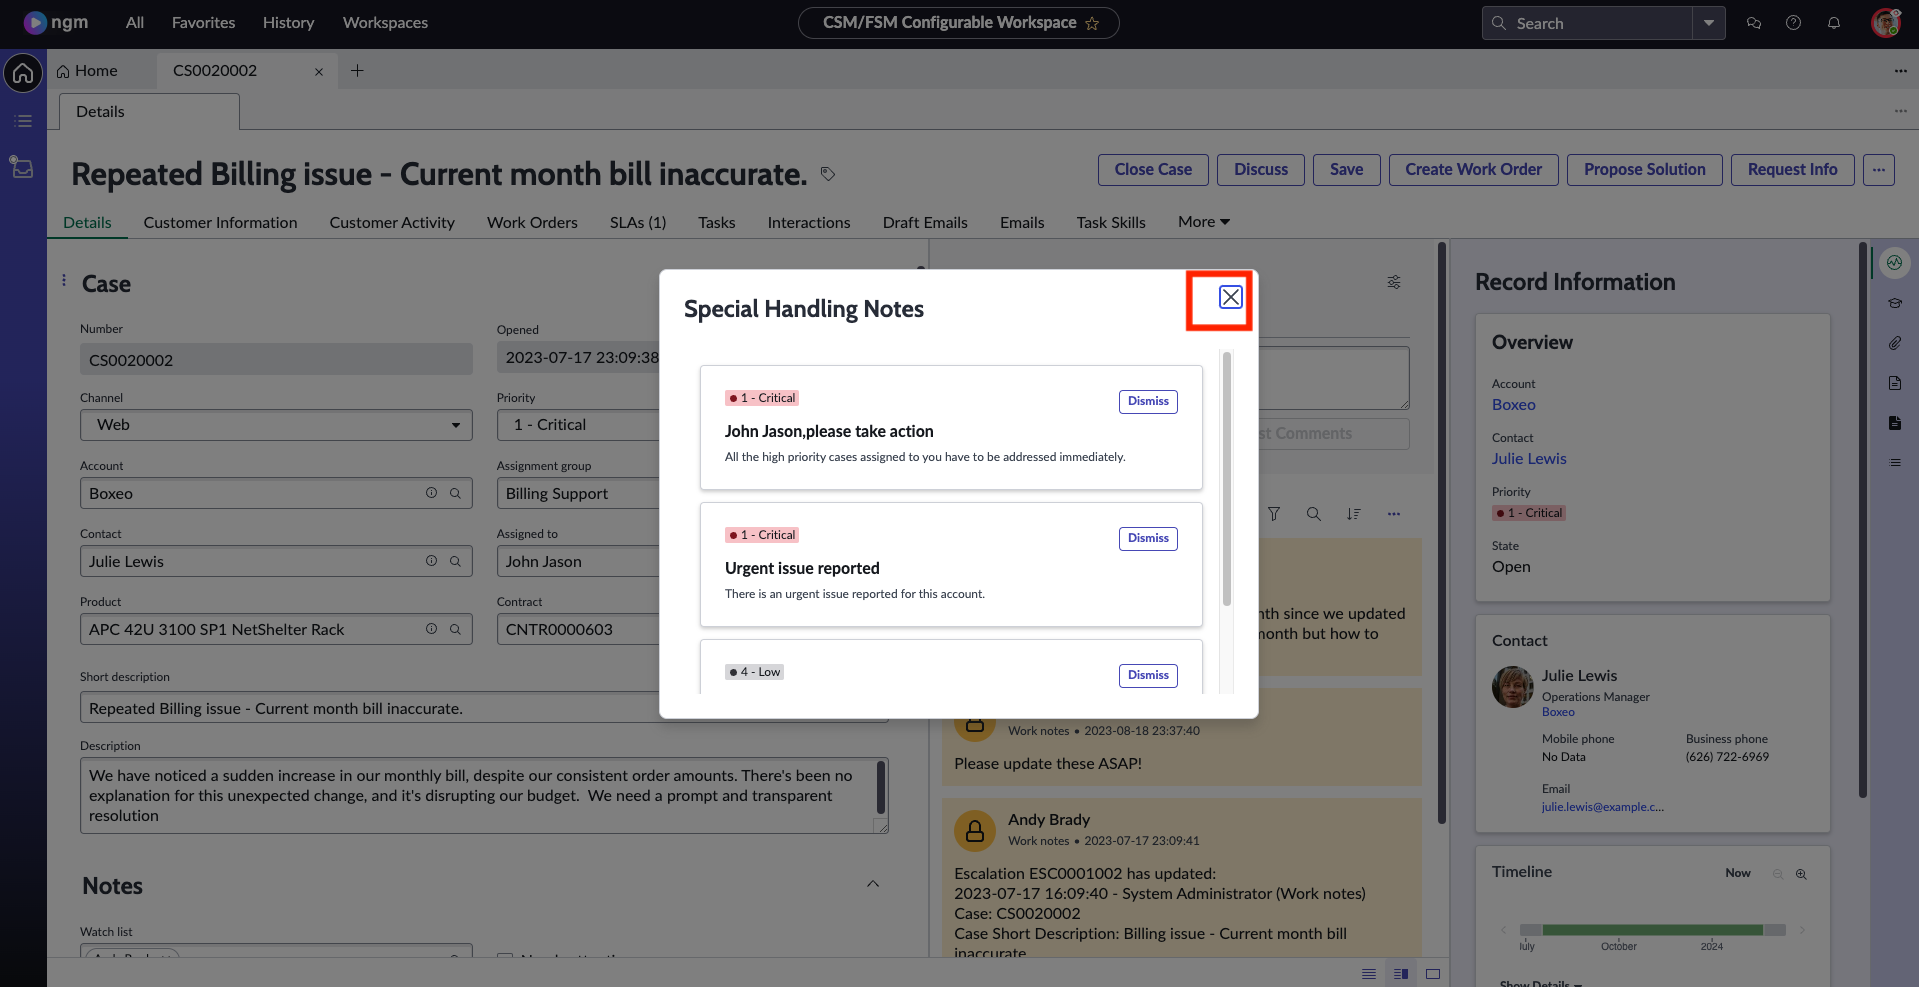 ngm
All
Favorites
History
Workspaces
CSM/FSM Configurable Workspace
Search
Home
CS0020002
Details
Repeated Billing issue - Current month bill inaccurate.
Close Case
Discuss
Save
Create Work Order
Propose Solution
Request Info
Details
Customer Information
Customer Activity
Work Orders
SLAs (1)
Tasks
Interactions
Draft Emails
Emails
Task Skills
More
Case
Number
CS0020002
Opened
2023-07-17 23:09:38
Channel
Web
Priority
1 - Critical
Account
Boxeo
Assignment group
Billing Support
Contact
Julie Lewis
Assigned to
John Jason
Product
APC 42U 3100 SP1 NetShelter Rack
Contract
CNTR0000603
Short description
Repeated Billing issue - Current month bill inaccurate.
Description
We have noticed a sudden increase in our monthly bill, despite our consistent order amounts. There's been no
explanation for this unexpected change, and it's disrupting our budget.  We need a prompt and transparent
resolution
Notes
Watch list
Special Handling Notes
1 - Critical
Dismiss
John Jason,please take action
All the high priority cases assigned to you have to be addressed immediately.
1 - Critical
Dismiss
Urgent issue reported
There is an urgent issue reported for this account.
4 - Low
Dismiss
st Comments
nth since we updated
month but how to
Work notes • 2023-08-18 23:37:40
Please update these ASAP!
Andy Brady
Work notes • 2023-07-17 23:09:41
Escalation ESC0001002 has updated:
2023-07-17 16:09:40 - System Administrator (Work notes)
Case: CS0020002
Case Short Description: Billing issue - Current month bill
inaccurate
Record Information
Overview
Account
Boxeo
Contact
Julie Lewis
Priority
1 - Critical
State
Open
Contact
Julie Lewis
Operations Manager
Boxeo
Mobile phone
No Data
Business phone
(626) 722-6969
Email
julie.lewis@example.c...
Timeline
Now
July
October
2024
Show Details